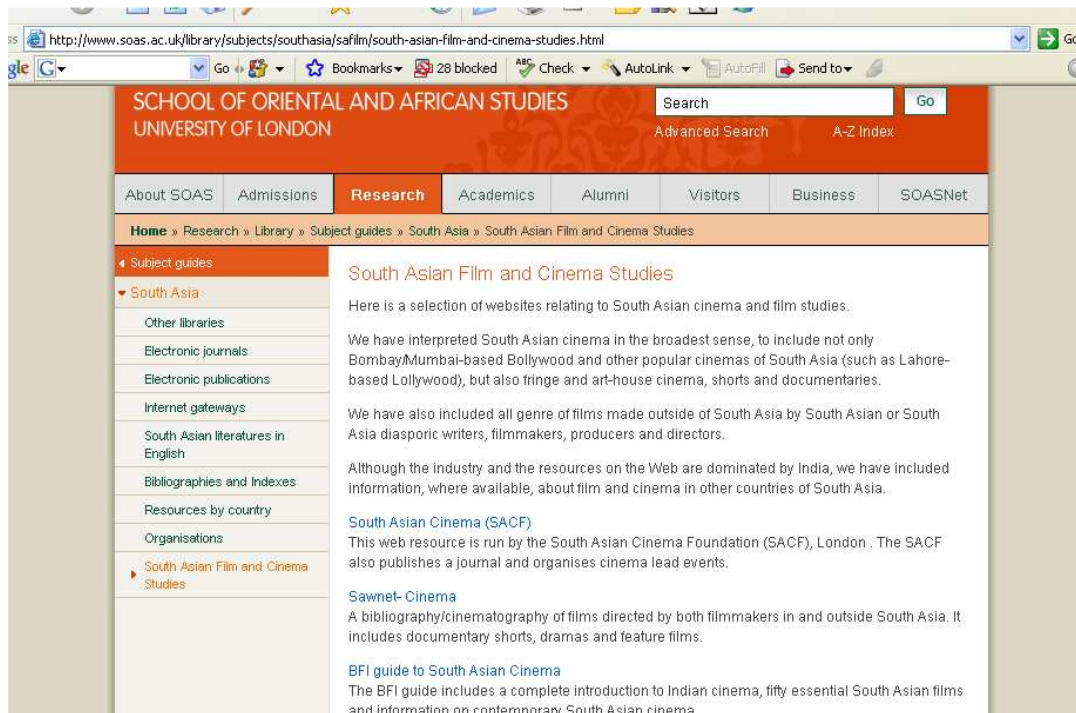 http://www.soas.ac.uk/library/subjects/southasia/safilm/south-asian-film-and-cinema-studies.html
Go Bookmarks 28 blocked Check AutoLink AutoFill Send to
SCHOOL OF ORIENTAL AND AFRICAN STUDIES
UNIVERSITY OF LONDON
Search Go
Advanced Search A-Z Index
About SOAS Admissions Research Academics Alumni Visitors Business SOASNet
Home » Research » Library » Subject guides » South Asia » South Asian Film and Cinema Studies
Subject guides
South Asia
Other libraries
Electronic journals
Electronic publications
Internet gateways
South Asian literatures in
English
Bibliographies and Indexes
Resources by country
Organisations
South Asian Film and Cinema
Studies
South Asian Film and Cinema Studies
Here is a selection of websites relating to South Asian cinema and film studies.
We have interpreted South Asian cinema in the broadest sense, to include not only
Bombay/Mumbai-based Bollywood and other popular cinemas of South Asia (such as Lahore-
based Lollywood), but also fringe and art-house cinema, shorts and documentaries.
We have also included all genre of films made outside of South Asia by South Asian or South
Asia diasporic writers, filmmakers, producers and directors.
Although the industry and the resources on the Web are dominated by India, we have included
information, where available, about film and cinema in other countries of South Asia.
South Asian Cinema (SACF)
This web resource is run by the South Asian Cinema Foundation (SACF), London . The SACF
also publishes a journal and organises cinema lead events.
Sawnet- Cinema
A bibliography/cinematography of films directed by both filmmakers in and outside South Asia. It
includes documentary shorts, dramas and feature films.
BFI guide to South Asian Cinema
The BFI guide includes a complete introduction to Indian cinema, fifty essential South Asian films
and information on contemporary South Asian cinema